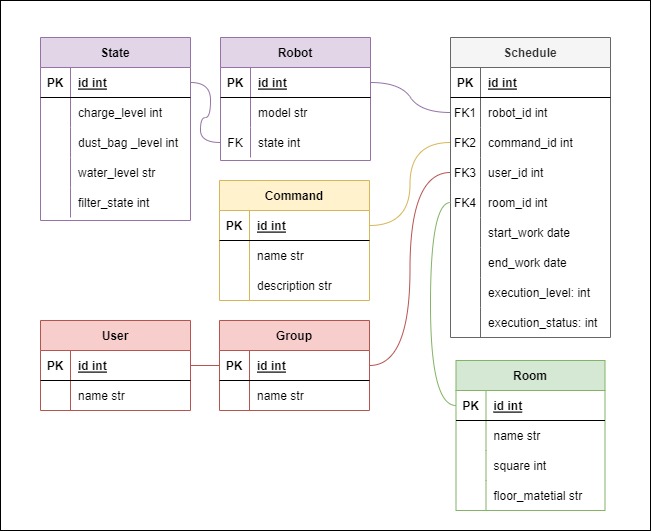 State
PK id int
charge_level int
dust_bag _level int
water_level str
filter_state int
Robot
PK id int
model str
FK state int
Schedule
PK id int
FK1 robot_id int
FK2 command_id int
FK3 user_id int
FK4 room_id int
start_work date
end_work date
execution_level: int
execution_status: int
Command
PK id int
name str
description str
User
PK id int
name str
Group
PK id int
name str
Room
PK id int
name str
square int
floor_matetial str